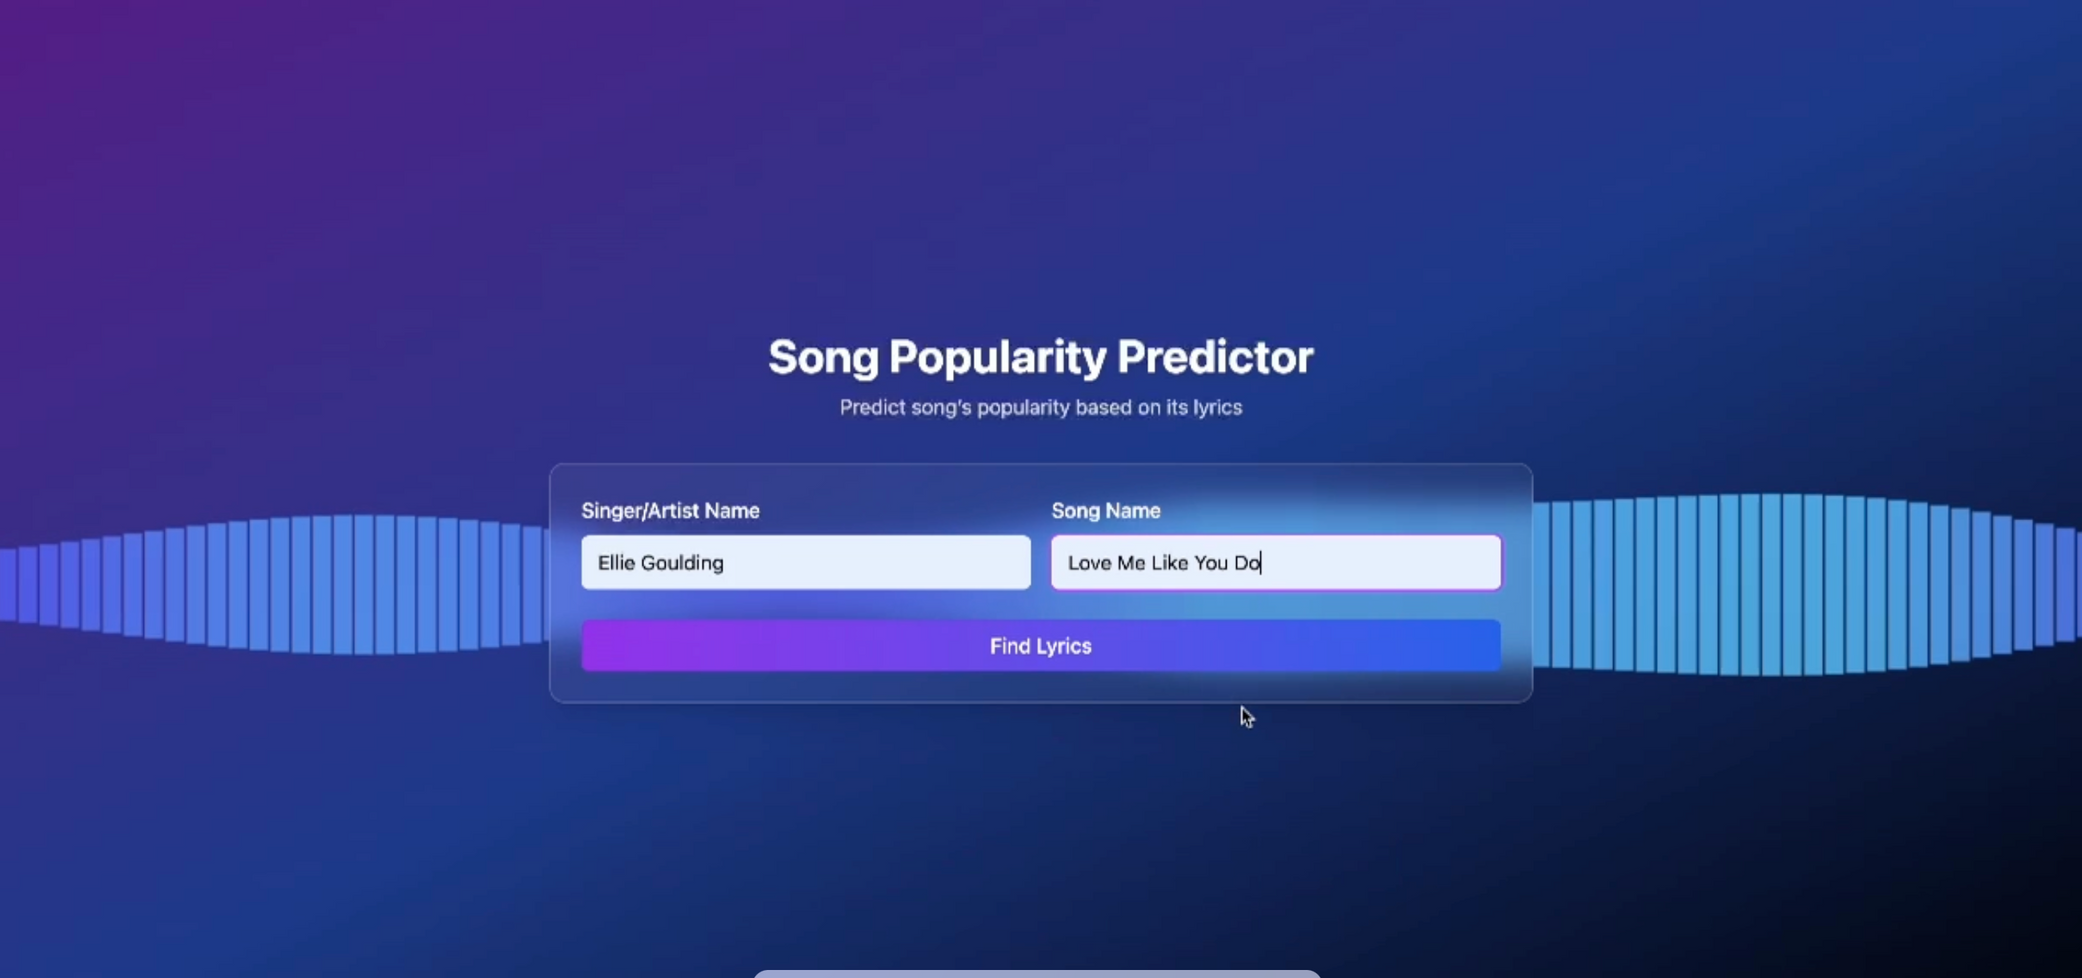 Song Popularity Predictor
Predict song's popularity based on its lyrics
Singer/Artist Name
Song Name
Ellie Goulding
Love Me Like You Do
Find Lyrics